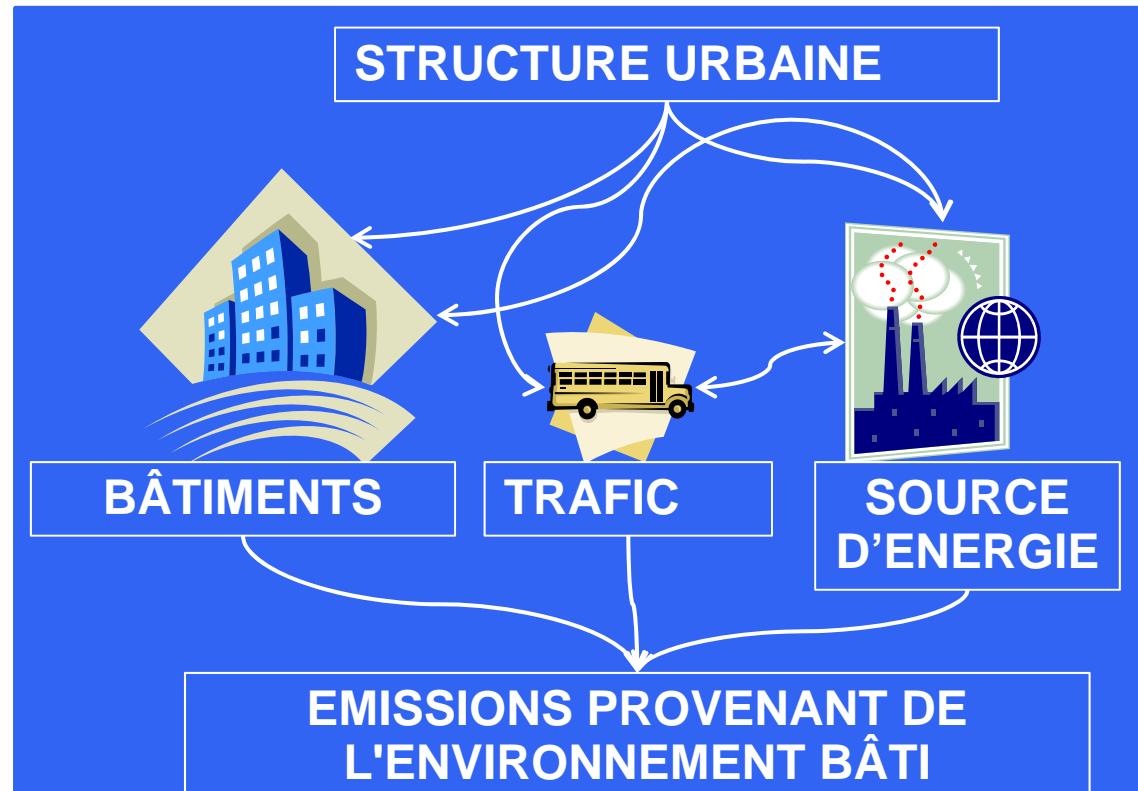 STRUCTURE URBAINE
BÂTIMENTS
TRAFIC
SOURCE
D’ENERGIE
EMISSIONS PROVENANT DE
L'ENVIRONNEMENT BÂTI